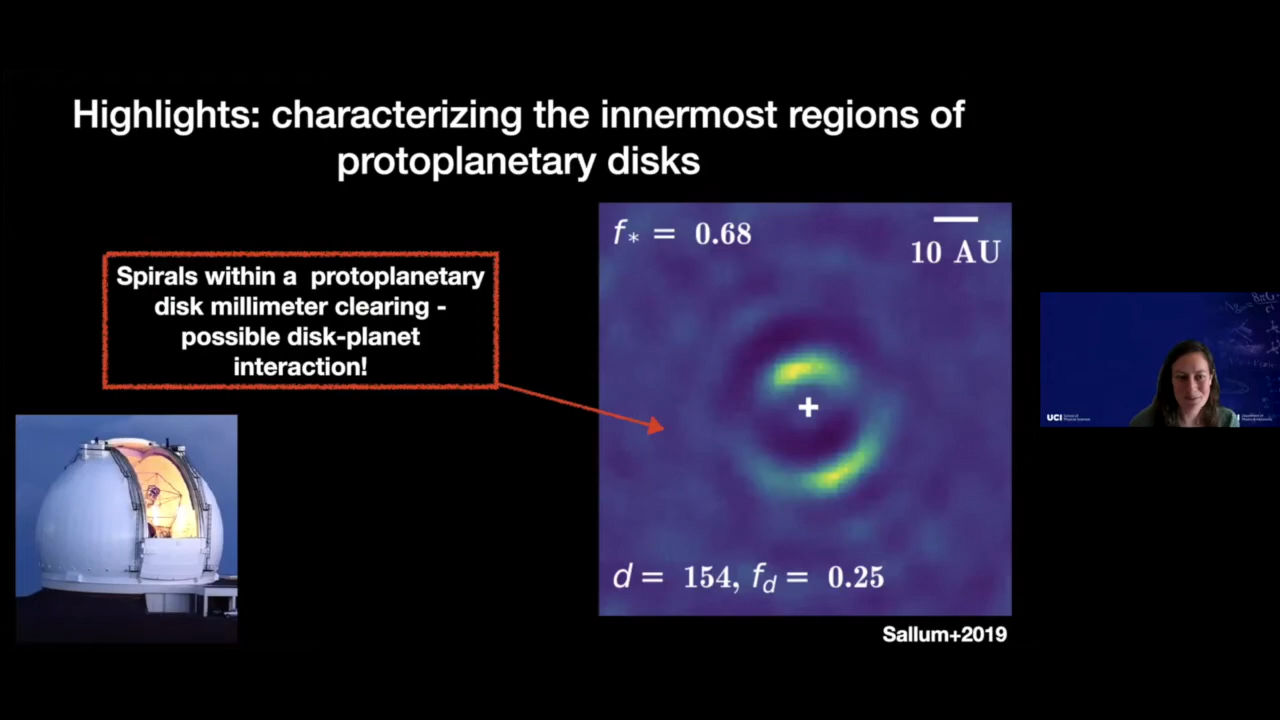 Highlights: characterizing the innermost regions of
protoplanetary disks
Spirals within a protoplanetary
disk millimeter clearing -
possible disk-planet
interaction!
f* = 0.68
10 AU
d = 154, fd = 0.25
Sallum+2019
UCI